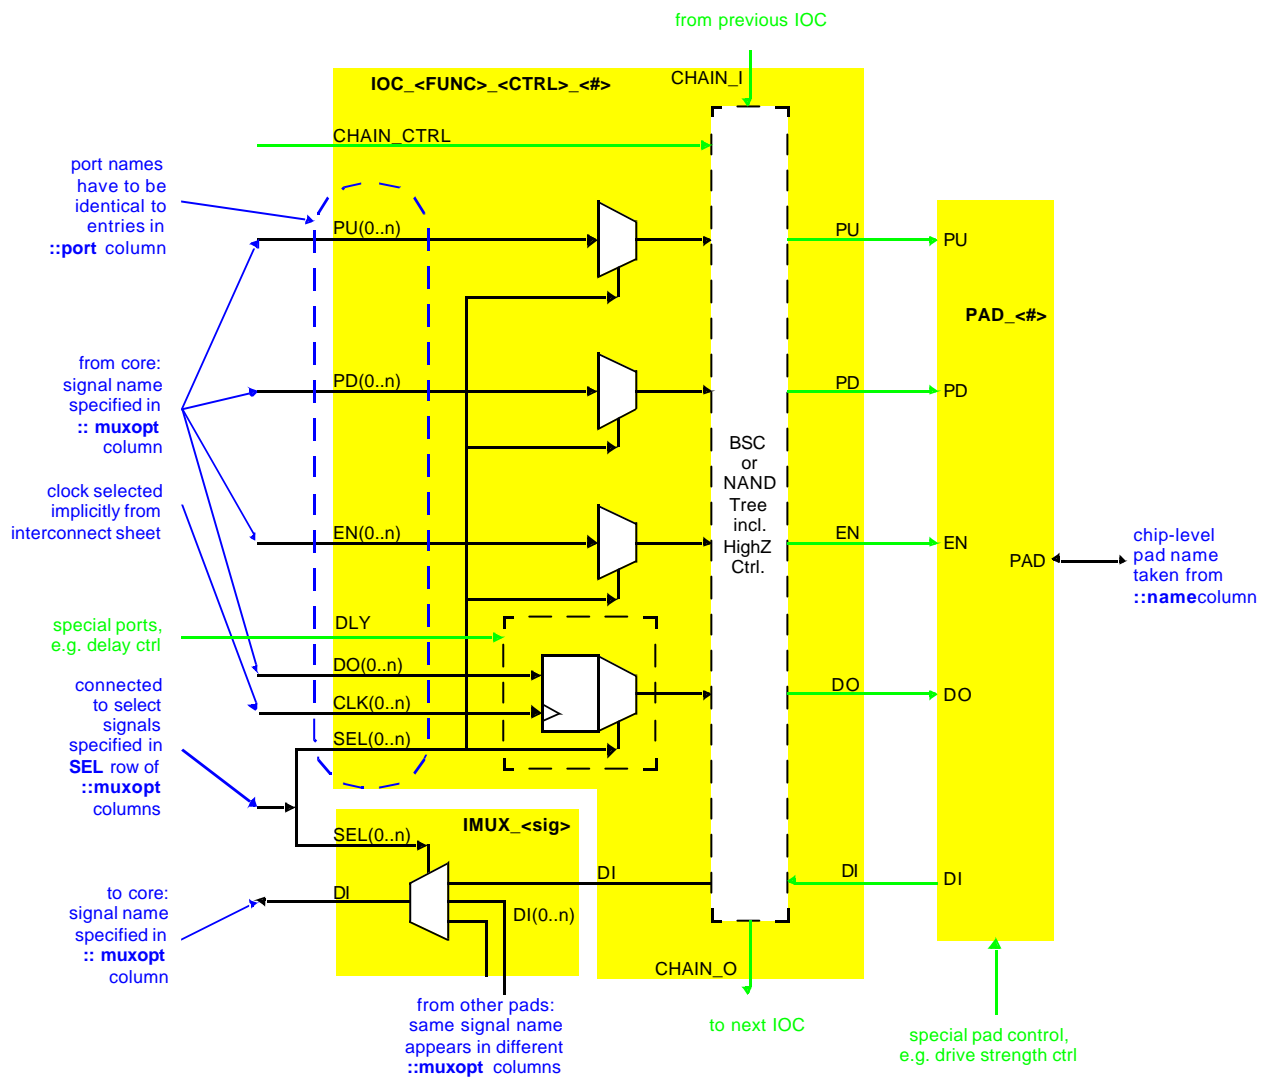 from previous IOC
IOC_<FUNC>_<CTRL>_<#>
CHAIN_I
CHAIN_CTRL
port names
have to be
identical to
entries in
::port column
PU(0..n)
PU
PU
PAD_<#>
from core:
signal name
specified in
:: muxopt
column
PD(0..n)
PD
PD
BSC
or
NAND
Tree
incl.
HighZ
Ctrl.
clock selected
implicitly from
interconnect sheet
EN(0..n)
EN
EN
PAD
chip-level
pad name
taken from
::namecolumn
special ports,
e.g. delay ctrl
DLY
DO(0..n)
CLK(0..n)
SEL(0..n)
DO
DO
connected
to select
signals
specified in
SEL row of
::muxopt
columns
IMUX_<sig>
SEL(0..n)
DI
DI
DI
DI
DI(0..n)
to core:
signal name
specified in
:: muxopt
column
CHAIN_O
from other pads:
same signal name
appears in different
::muxopt columns
to next IOC
special pad control,
e.g. drive strength ctrl